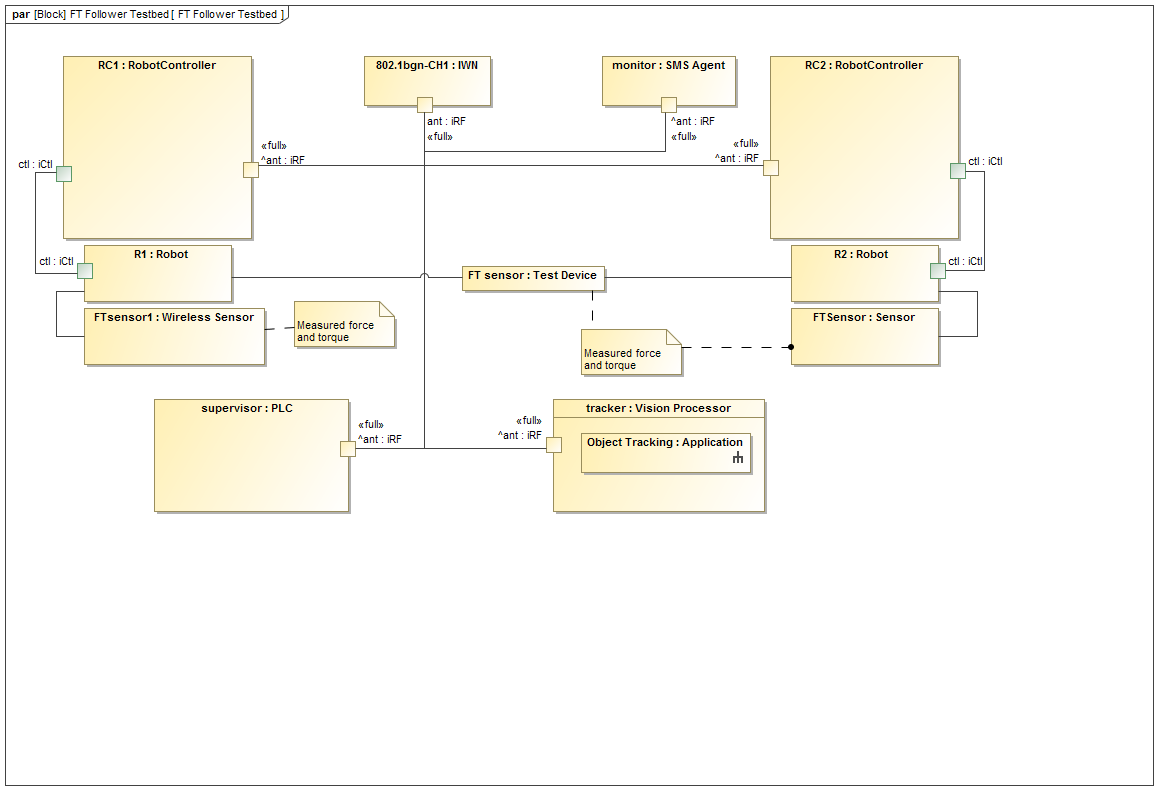 par [Block] FT Follower Testbed [ FT Follower Testbed ]
RC1 : RobotController
802.1bgn-CH1 : IWN
monitor : SMS Agent
RC2 : RobotController
ant : iRF
«full»
^ant : iRF
«full»
«full»
^ant : iRF
«full»
^ant : iRF
ctl : iCtl
ctl : iCtl
ctl : iCtl
R1 : Robot
FT sensor : Test Device
R2 : Robot
ctl : iCtl
FTsensor1 : Wireless Sensor
Measured force
and torque
FTSensor : Sensor
Measured force
and torque
supervisor : PLC
«full»
^ant : iRF
«full»
^ant : iRF
tracker : Vision Processor
Object Tracking : Application